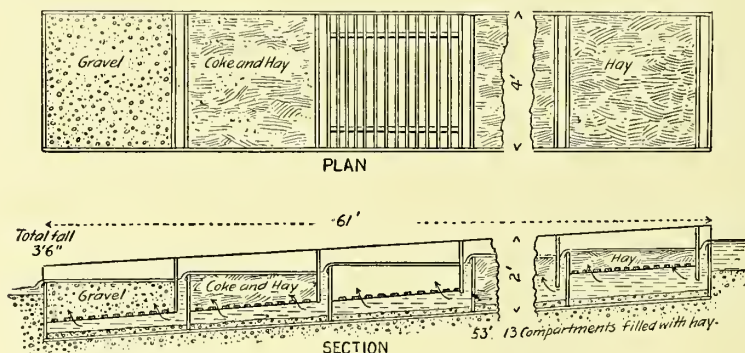 Gravel
Coke and Hay
Hay
4'
PLAN
61'
Total fall
3'6"
Gravel
Coke and Hay
2'
Hay
53' 13 Compartments filled with hay.
SECTION